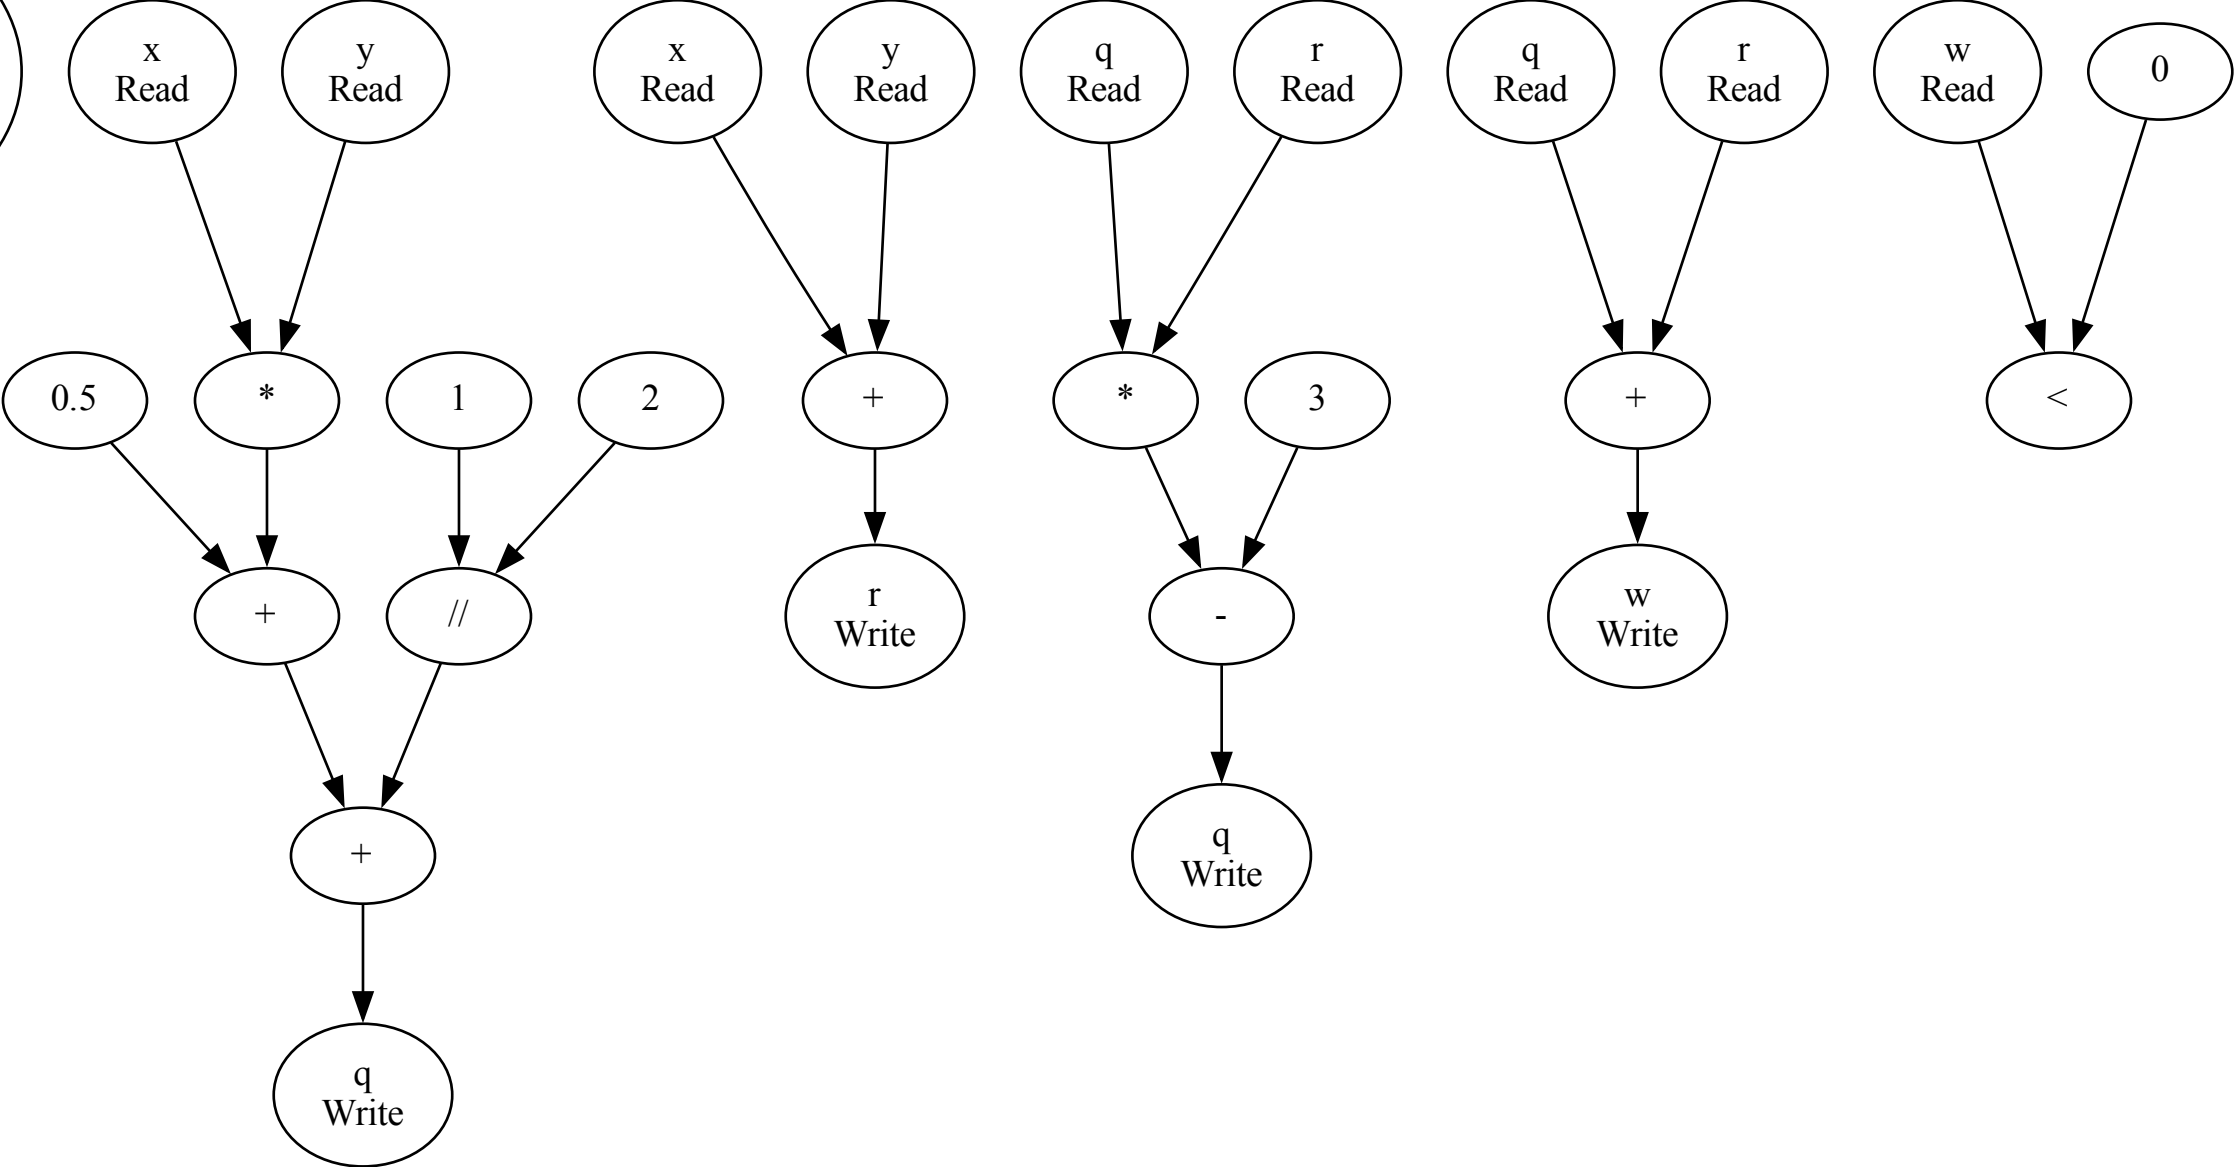 x
Read
y
Read
x
Read
y
Read
q
Read
r
Read
q
Read
r
Read
w
Read
0
0.5
*
1
2
+
*
3
+
<
+
//
r
Write
-
w
Write
+
q
Write
q
Write